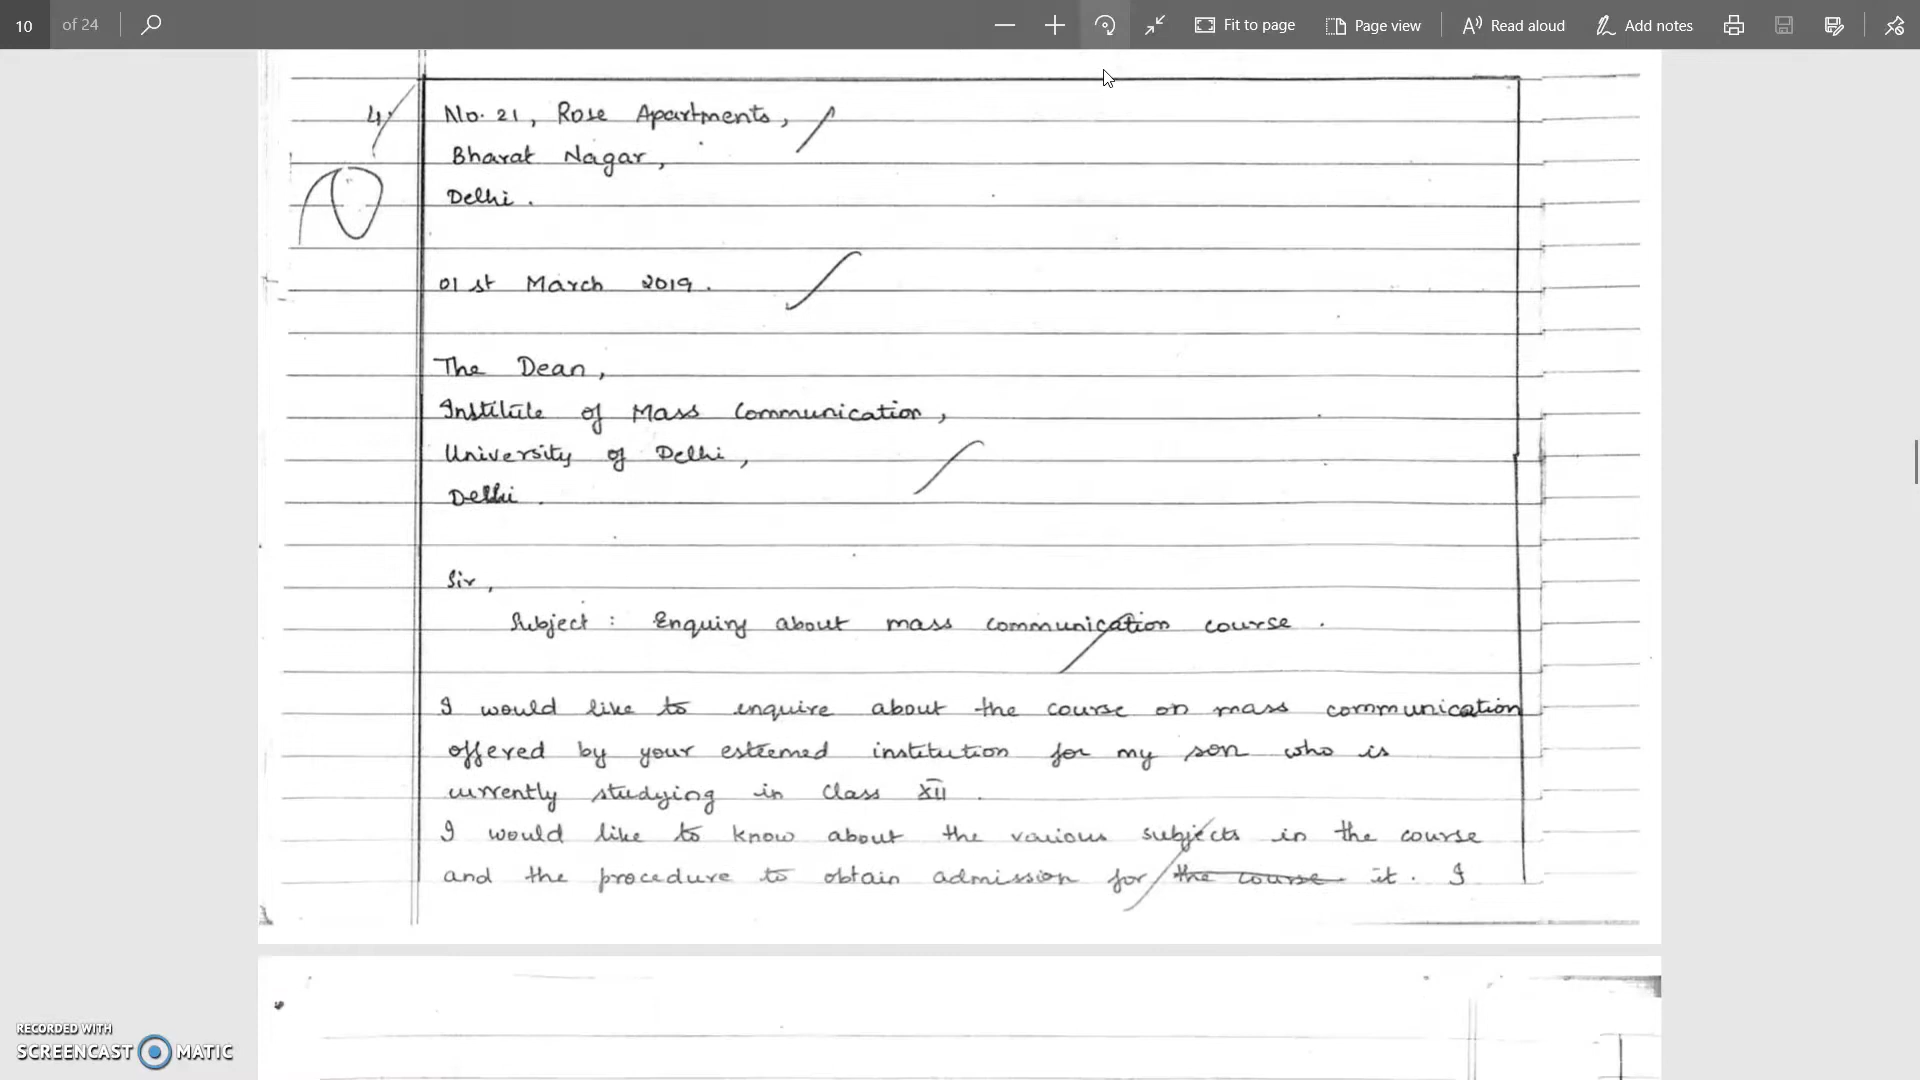 10 of 24 Fit to page Page view Read aloud Add notes
4. No. 21, Rose Apartments,
Bharat Nagar,
Delhi.
01st March 2019.
The Dean,
Institute of Mass Communication,
University of Delhi,
Delhi.
Sir,
Subject : Enquiry about mass communication course.
I would like to enquire about the course on mass communication
offered by your esteemed institution for my son who is
currently studying in class XII.
I would like to know about the various subjects in the course
and the procedure to obtain admission for the course it. I
RECORDED WITH
SCREENCAST MATIC